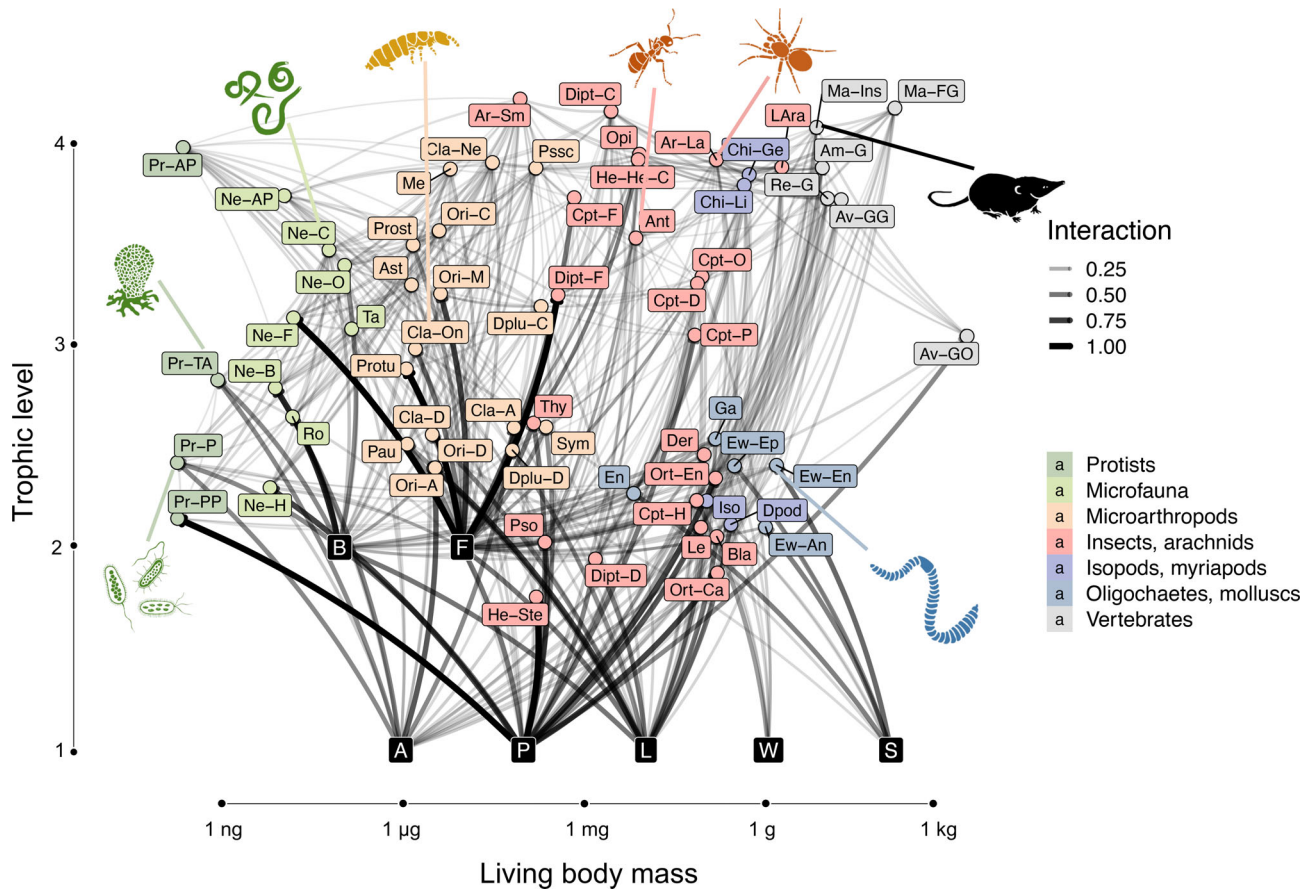 Dipt−C
Ma−Ins
Ma−FG
Ar−Sm
4
Opi
Ar−La
LAra
Pr−AP
Cla−Ne
Pssc
Chi−Ge
Am−G
Me
He−He−C
Re−G
Ne−AP
Chi−Li
Ori−C
Cpt−F
Ant
Av−GG
Prost
Ne−C
Interaction
Cpt−O
0.25
Ast
Ori−M
Dipt−F
Ne−O
0.50
Cpt−D
Ta
Dplu−C
0.75
Ne−F
Cla−On
Cpt−P
3
1.00
Pr−TA
Av−GO
Ne−B
Protu
Trophic level
Cla−D
Cla−A
Thy
Ga
Ro
Der
Ew−Ep
Pr−P
Pau
Ori−D
Sym
a Protists
En
Ort−En
Ew−En
Ori−A
Dplu−D
a Microfauna
Pr−PP
Ne−H
Cpt−H
Iso
Dpod
a Microarthropods
Pso
2
B
F
Le
Bla
Ew−An
a Insects, arachnids
Dipt−D
a Isopods, myriapods
Ort−Ca
a Oligochaetes, molluscs
He−Ste
a Vertebrates
1
A
P
L
W
S
1 ng
1 µg
1 mg
1 g
1 kg
Living body mass